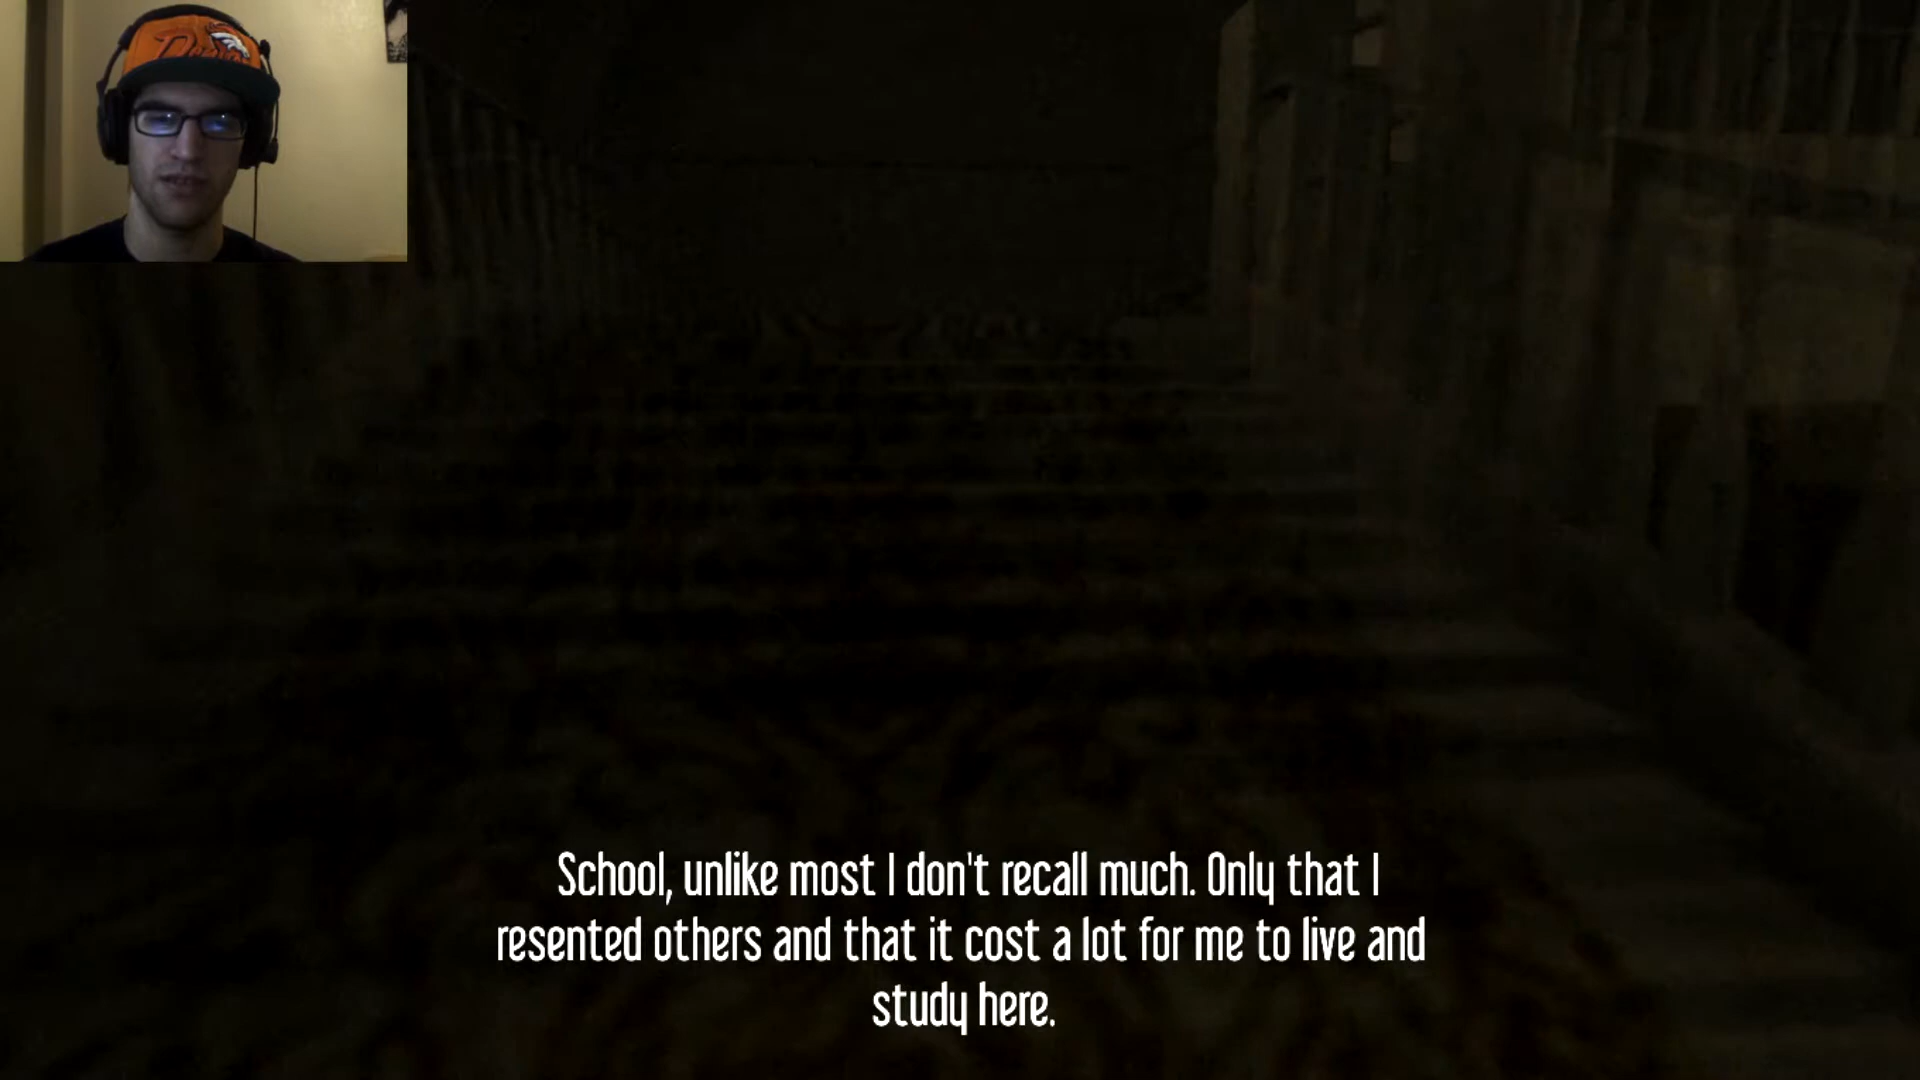 School, unlike most I don't recall much. Only that I
resented others and that it cost a lot for me to live and
study here.